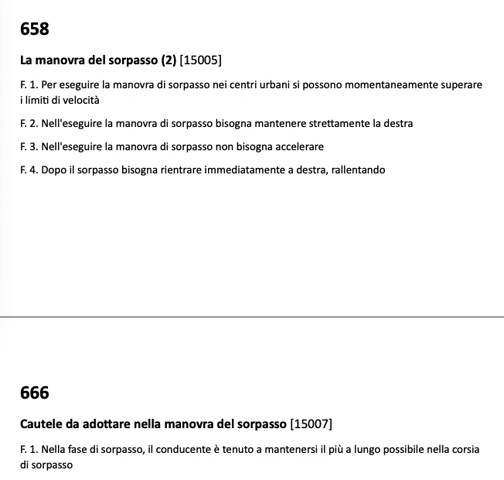 658
La manovra del sorpasso (2) [15005]
F. 1. Per eseguire la manovra di sorpasso nei centri urbani si possono momentaneamente superare
i limiti di velocità
F. 2. Nell'eseguire la manovra di sorpasso bisogna mantenere strettamente la destra
F. 3. Nell'eseguire la manovra di sorpasso non bisogna accelerare
F. 4. Dopo il sorpasso bisogna rientrare immediatamente a destra, rallentando
666
Cautele da adottare nella manovra del sorpasso [15007]
F. 1. Nella fase di sorpasso, il conducente è tenuto a mantenersi il più a lungo possibile nella corsia
di sorpasso